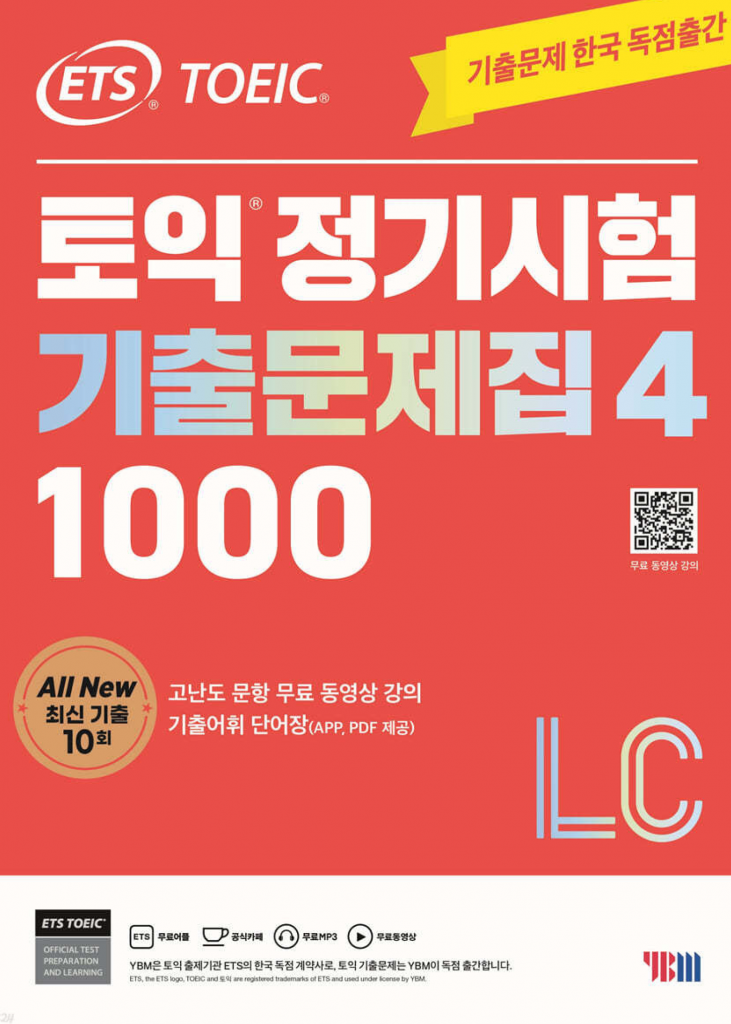 ETS® TOEIC®
기출문제 한국 독점출간
토익® 정기시험
기출문제집 4
1000
무료 동영상 강의
All New
최신 기출
10회
고난도 문항 무료 동영상 강의
기출어휘 단어장(APP, PDF 제공)
LC
ETS TOEIC®
OFFICIAL TEST
PREPARATION
AND LEARNING
ETS 무료어플 공식카페 무료MP3 무료동영상
YBM은 토익 출제기관 ETS의 한국 독점 계약사로, 토익 기출문제는 YBM이 독점 출간합니다.
ETS, the ETS logo, TOEIC and 토익 are registered trademarks of ETS and used under license by YBM.
YBM